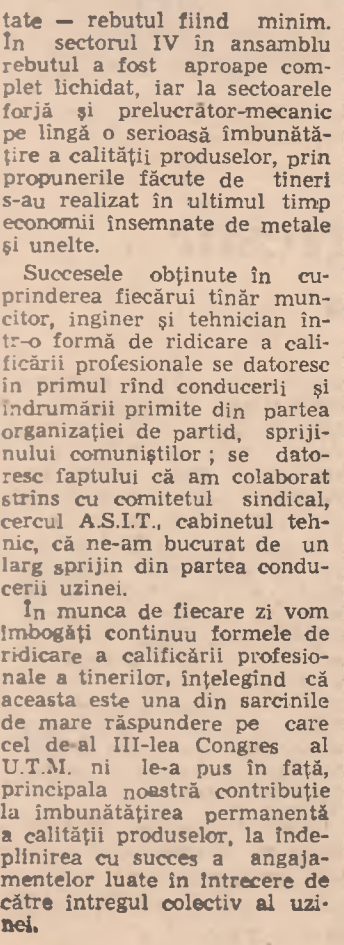 tate — rebutul fiind minim.
În sectorul IV în ansamblu
rebutul a fost aproape com-
plet lichidat, iar la sectoarele
forjă și prelucrător-mecanic
pe lîngă o serioasă îmbunătă-
țire a calității produselor, prin
propunerile făcute de tineri
s-au realizat în ultimul timp
economii însemnate de metale
și unelte.
Succesele obținute în cu-
prinderea fiecărui tînăr mun-
citor, inginer și tehnician în-
tr-o formă de ridicare a cali-
ficării profesionale se datoresc
în primul rînd conducerii și
îndrumării primite din partea
organizației de partid, spriji-
nului comuniștilor ; se dato-
resc faptului că am colaborat
strîns cu comitetul sindical,
cercul A.S.I.T., cabinetul teh-
nic, că ne-am bucurat de un
larg sprijin din partea condu-
cerii uzinei.
În munca de fiecare zi vom
îmbogăți continuu formele de
ridicare a calificării profesio-
nale a tinerilor, înțelegînd că
aceasta este una din sarcinile
de mare răspundere pe care
cel de-al III-lea Congres al
U.T.M. ni le-a pus în față,
principala noastră contribuție
la îmbunătățirea permanentă
a calității produselor, la înde-
plinirea cu succes a angaja-
mentelor luate în întrecere de
către întregul colectiv al uzi-
nei.